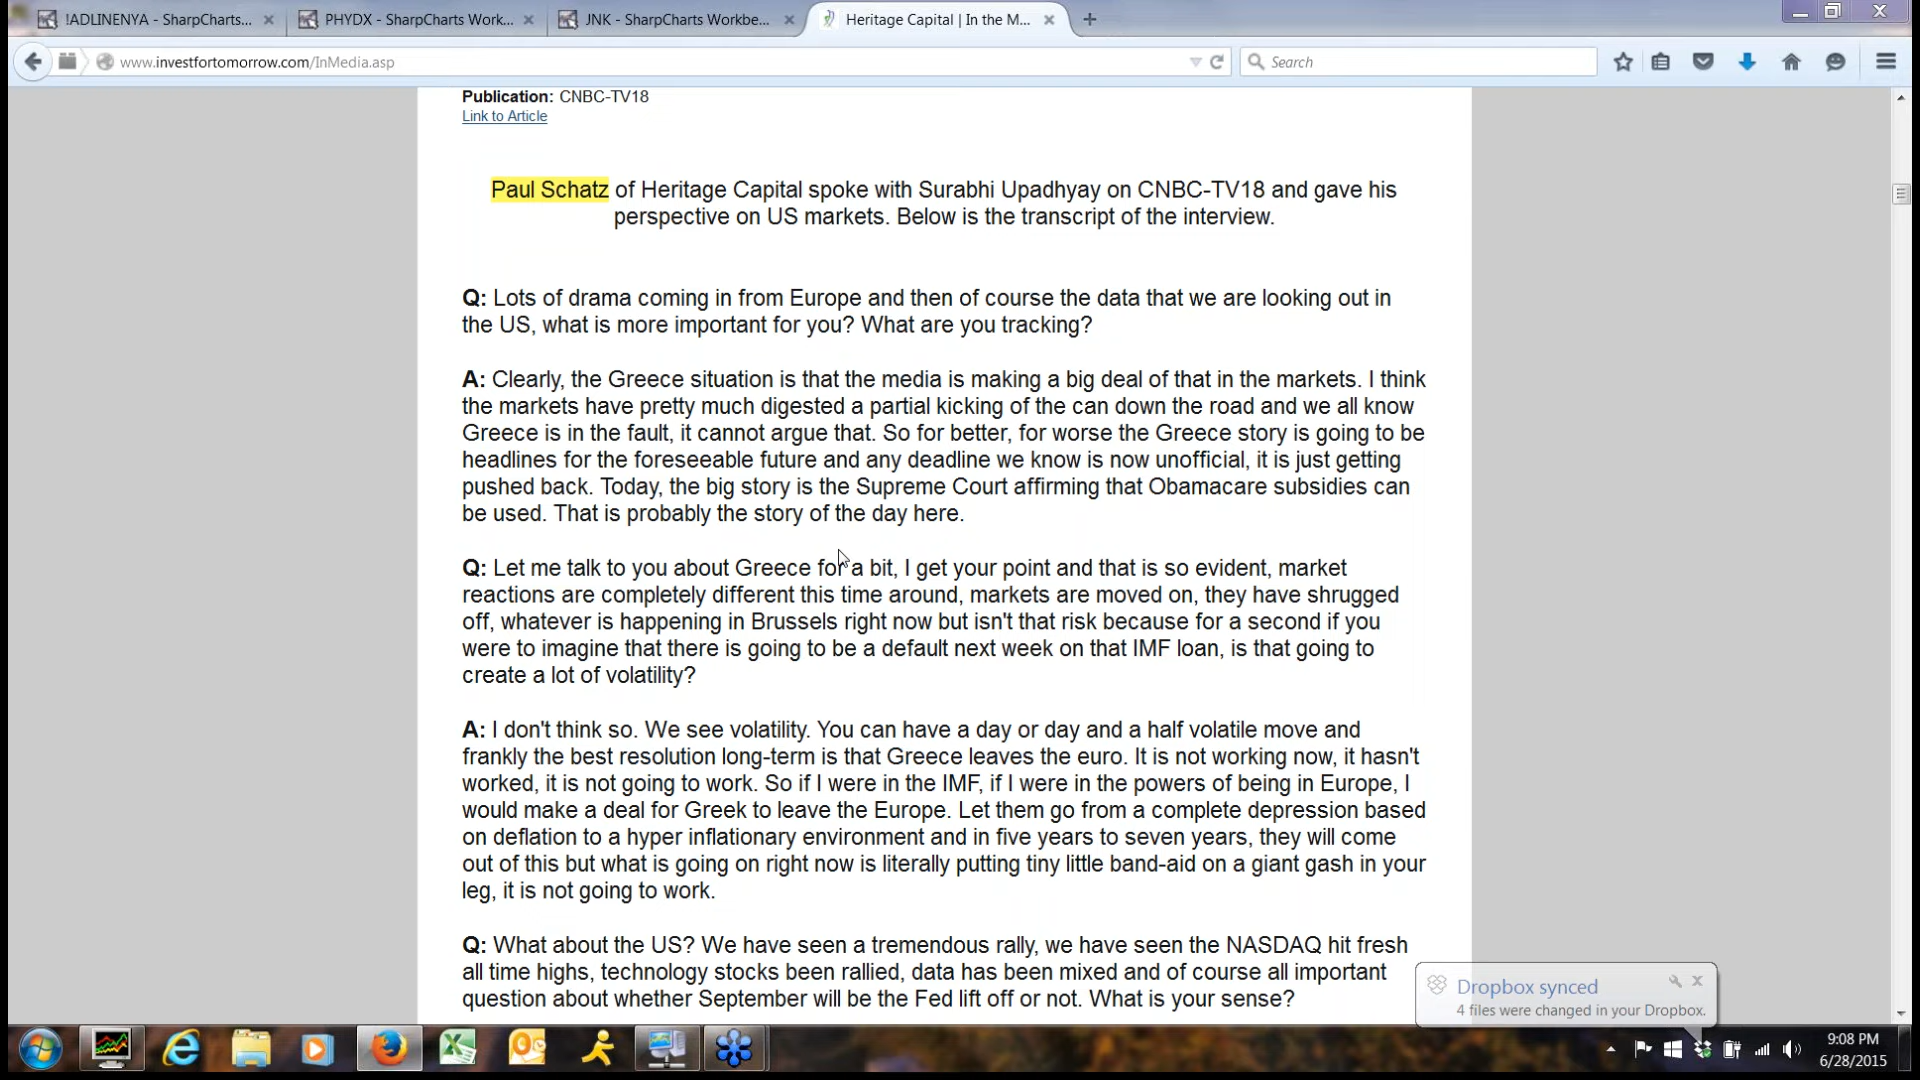 !ADLINENYA - SharpCharts...
PHYDX - SharpCharts Work...
JNK - SharpCharts Workbe...
Heritage Capital | In the M...
www.investfortomorrow.com/InMedia.asp
Search
Publication: CNBC-TV18
Link to Article
Paul Schatz of Heritage Capital spoke with Surabhi Upadhyay on CNBC-TV18 and gave his
perspective on US markets. Below is the transcript of the interview.
Q: Lots of drama coming in from Europe and then of course the data that we are looking out in
the US, what is more important for you? What are you tracking?
A: Clearly, the Greece situation is that the media is making a big deal of that in the markets. I think
the markets have pretty much digested a partial kicking of the can down the road and we all know
Greece is in the fault, it cannot argue that. So for better, for worse the Greece story is going to be
headlines for the foreseeable future and any deadline we know is now unofficial, it is just getting
pushed back. Today, the big story is the Supreme Court affirming that Obamacare subsidies can
be used. That is probably the story of the day here.
Q: Let me talk to you about Greece for a bit, I get your point and that is so evident, market
reactions are completely different this time around, markets are moved on, they have shrugged
off, whatever is happening in Brussels right now but isn't that risk because for a second if you
were to imagine that there is going to be a default next week on that IMF loan, is that going to
create a lot of volatility?
A: I don't think so. We see volatility. You can have a day or day and a half volatile move and
frankly the best resolution long-term is that Greece leaves the euro. It is not working now, it hasn't
worked, it is not going to work. So if I were in the IMF, if I were in the powers of being in Europe, I
would make a deal for Greek to leave the Europe. Let them go from a complete depression based
on deflation to a hyper inflationary environment and in five years to seven years, they will come
out of this but what is going on right now is literally putting tiny little band-aid on a giant gash in your
leg, it is not going to work.
Q: What about the US? We have seen a tremendous rally, we have seen the NASDAQ hit fresh
all time highs, technology stocks been rallied, data has been mixed and of course all important
question about whether September will be the Fed lift off or not. What is your sense?
Dropbox synced
4 files were changed in your Dropbox.
9:08 PM
6/28/2015